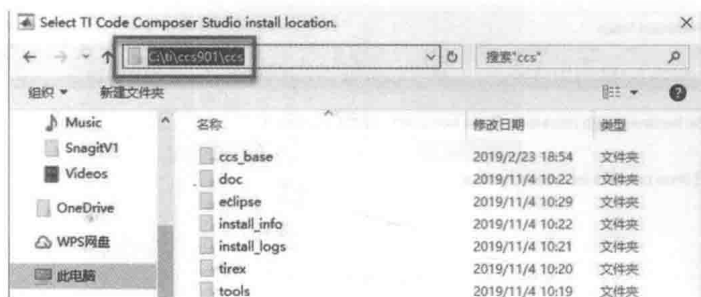 Select TI Code Composer Studio install location.
C:\ti\ccs901\ccs
搜索"ccs"
组织 新建文件夹
名称 修改日期 类型
Music
SnagitV1
Videos
OneDrive
WPS网盘
此电脑
ccs_base 2019/2/23 18:54 文件夹
doc 2019/11/4 10:22 文件夹
eclipse 2019/11/4 10:29 文件夹
install_info 2019/11/4 10:22 文件夹
install_logs 2019/11/4 10:21 文件夹
tirex 2019/11/4 10:20 文件夹
tools 2019/11/4 10:19 文件夹